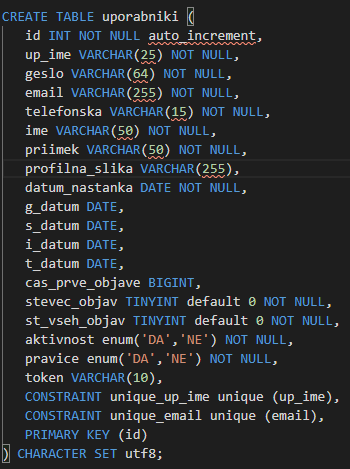 CREATE TABLE uporabniki (
id INT NOT NULL auto_increment,
up_ime VARCHAR(25) NOT NULL,
geslo VARCHAR(64) NOT NULL,
email VARCHAR(255) NOT NULL,
telefonska VARCHAR(15) NOT NULL,
ime VARCHAR(50) NOT NULL,
priimek VARCHAR(50) NOT NULL,
profilna_slika VARCHAR(255),
datum_nastanka DATE NOT NULL,
g_datum DATE,
s_datum DATE,
i_datum DATE,
t_datum DATE,
cas_prve_objave BIGINT,
stevec_objav TINYINT default 0 NOT NULL,
st_vseh_objav TINYINT default 0 NOT NULL,
aktivnost enum('DA','NE') NOT NULL,
pravice enum('DA','NE') NOT NULL,
token VARCHAR(10),
CONSTRAINT unique_up_ime unique (up_ime),
CONSTRAINT unique_email unique (email),
PRIMARY KEY (id)
) CHARACTER SET utf8;